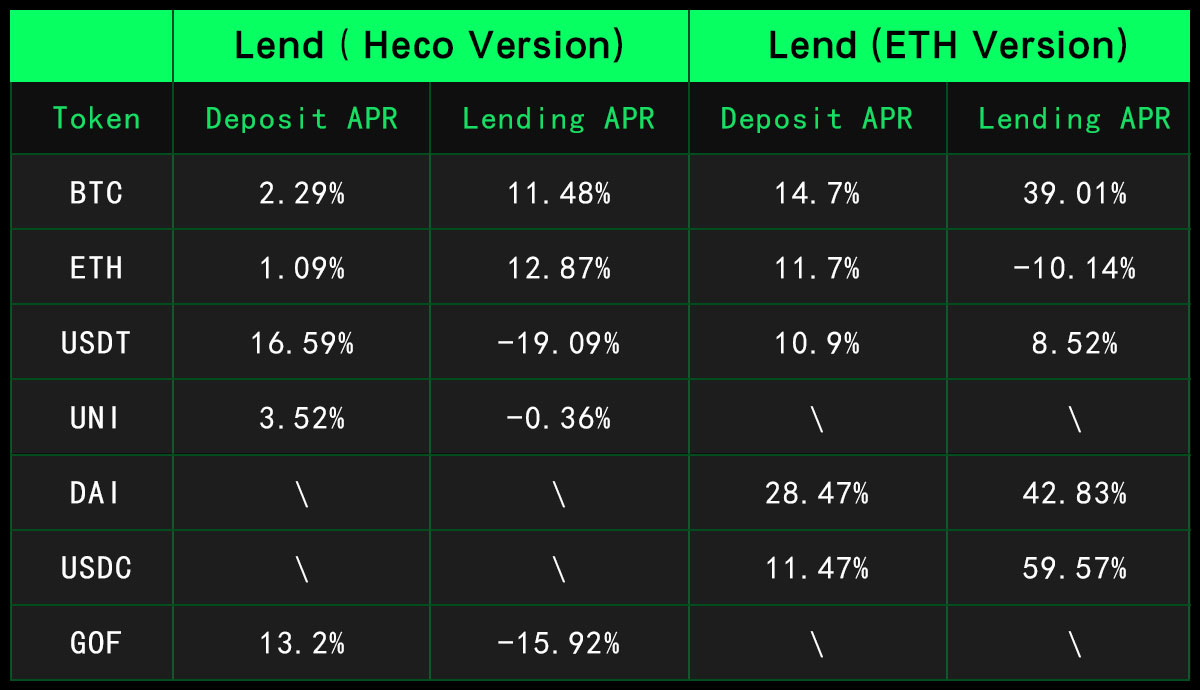 Lend ( Heco Version) Lend (ETH Version)
Token Deposit APR Lending APR Deposit APR Lending APR
BTC 2.29% 11.48% 14.7% 39.01%
ETH 1.09% 12.87% 11.7% -10.14%
USDT 16.59% -19.09% 10.9% 8.52%
UNI 3.52% -0.36% \ \
DAI \ \ 28.47% 42.83%
USDC \ \ 11.47% 59.57%
GOF 13.2% -15.92% \ \